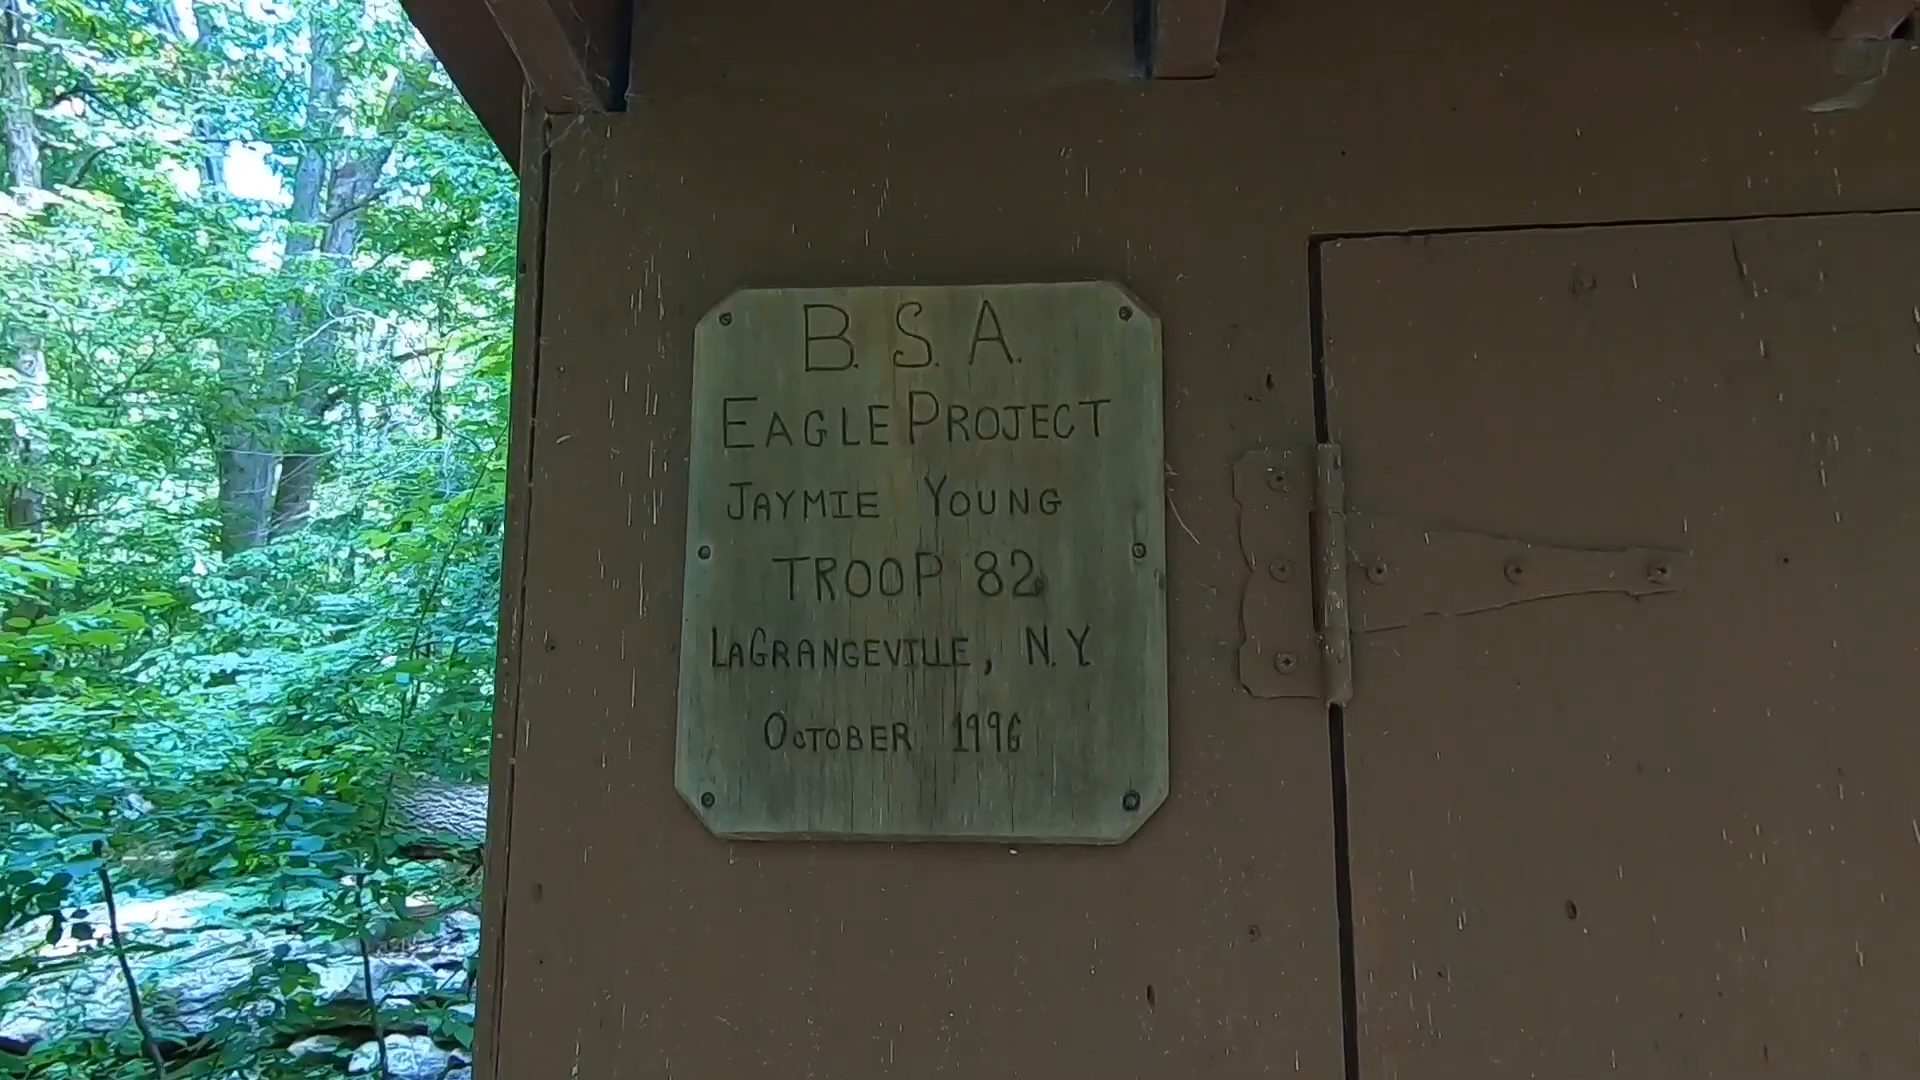 B. S. A.
EAGLE PROJECT
JAYMIE YOUNG
TROOP 82
LAGRANGEVILLE, N.Y.
OCTOBER 1996